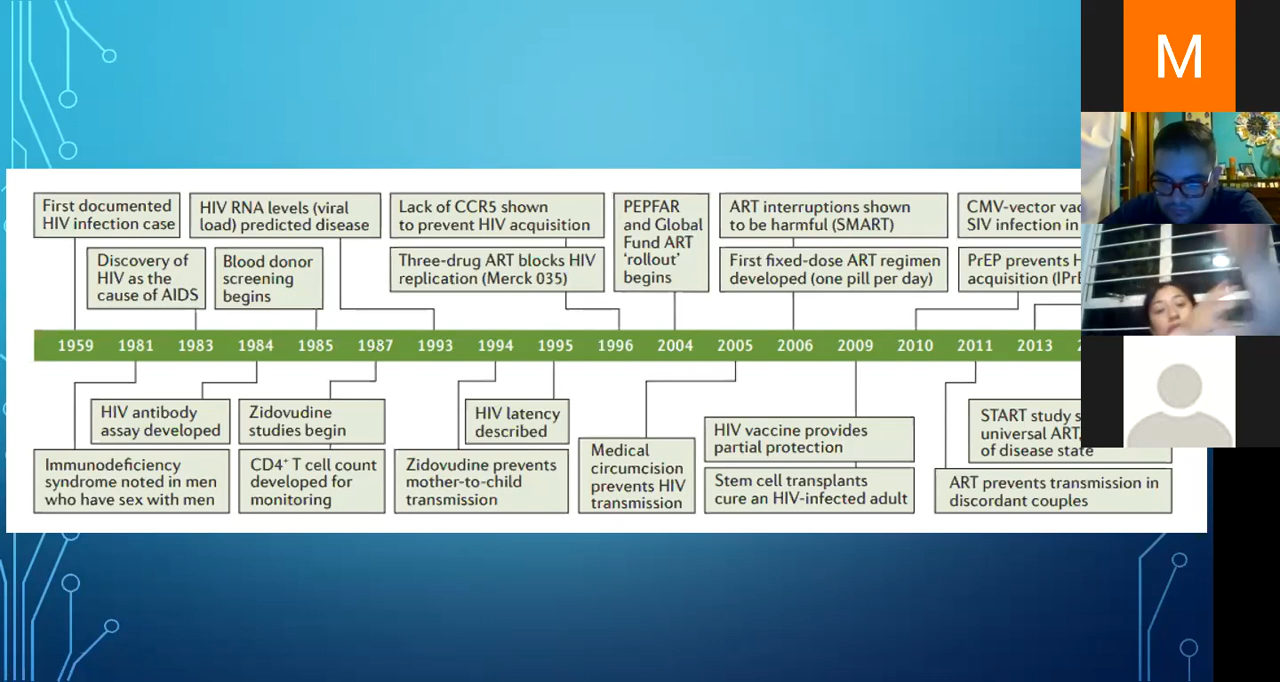 M
First documented
HIV infection case
HIV RNA levels (viral
load) predicted disease
Lack of CCR5 shown
to prevent HIV acquisition
PEPFAR
and Global
Fund ART
‘rollout’
begins
ART interruptions shown
to be harmful (SMART)
CMV-vector
SIV infection in
Discovery of
HIV as the
cause of AIDS
Blood donor
screening
begins
Three-drug ART blocks HIV
replication (Merck 035)
First fixed-dose ART regimen
developed (one pill per day)
PrEP prevents
acquisition
1959 1981 1983 1984 1985 1987 1993 1994 1995 1996 2004 2005 2006 2009 2010 2011 2013
HIV antibody
assay developed
Zidovudine
studies begin
HIV latency
described
Medical
circumcision
prevents HIV
transmission
HIV vaccine provides
partial protection
START study
universal ART,
of disease state
Immunodeficiency
syndrome noted in men
who have sex with men
CD4⁺ T cell count
developed for
monitoring
Zidovudine prevents
mother-to-child
transmission
Stem cell transplants
cure an HIV-infected adult
ART prevents transmission in
discordant couples